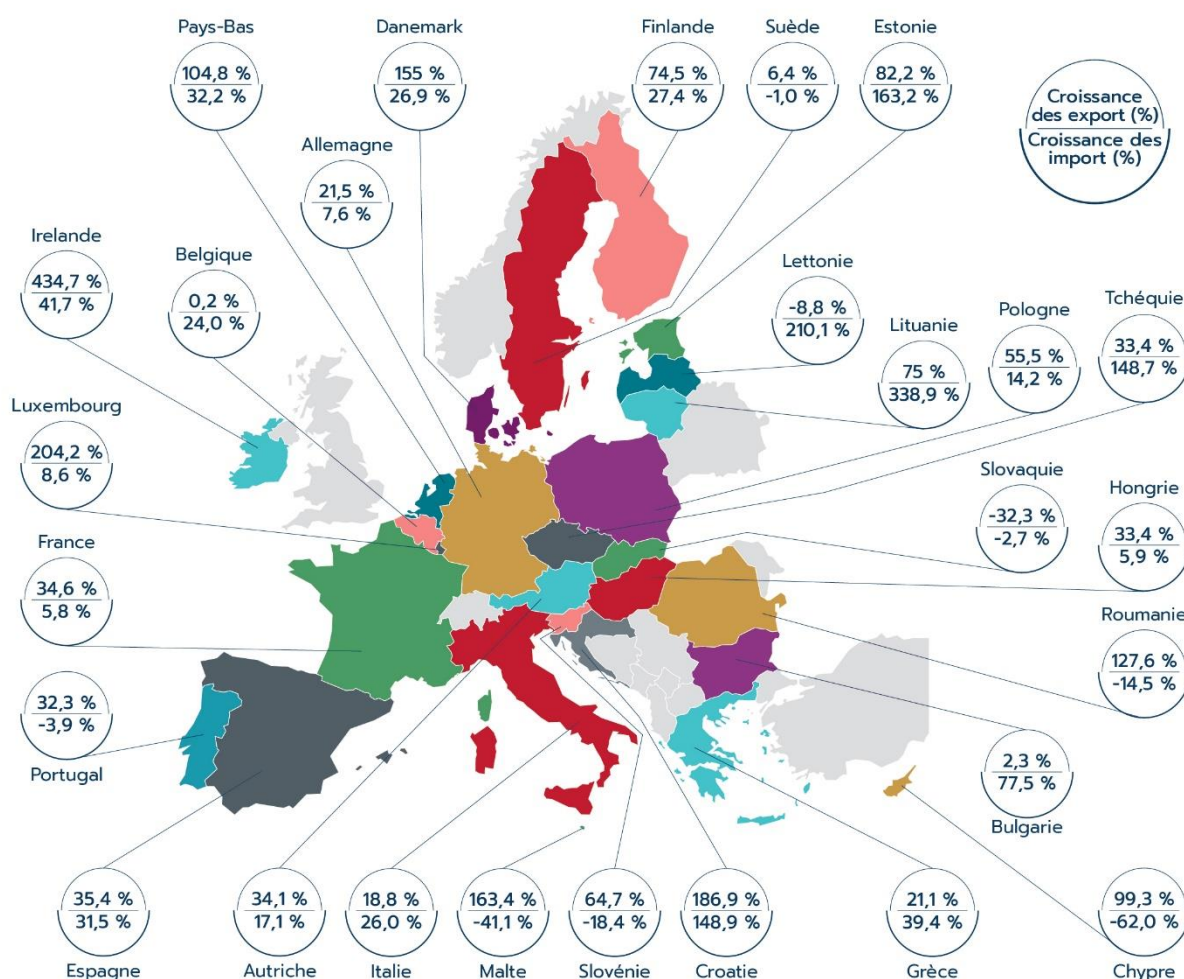 Pays-Bas
104,8 %
32,2 %
Danemark
155 %
26,9 %
Finlande
74,5 %
27,4 %
Suède
6,4 %
-1,0 %
Estonie
82,2 %
163,2 %
Croissance
des export (%)
Croissance des
import (%)
Allemagne
21,5 %
7,6 %
Irelande
434,7 %
41,7 %
Belgique
0,2 %
24,0 %
Lettonie
-8,8 %
210,1 %
Lituanie
75 %
338,9 %
Pologne
55,5 %
14,2 %
Tchéquie
33,4 %
148,7 %
Luxembourg
204,2 %
8,6 %
Slovaquie
-32,3 %
-2,7 %
Hongrie
33,4 %
5,9 %
France
34,6 %
5,8 %
Roumanie
127,6 %
-14,5 %
32,3 %
-3,9 %
Portugal
2,3 %
77,5 %
Bulgarie
35,4 %
31,5 %
Espagne
34,1 %
17,1 %
Autriche
18,8 %
26,0 %
Italie
163,4 %
-41,1 %
Malte
64,7 %
-18,4 %
Slovénie
186,9 %
148,9 %
Croatie
21,1 %
39,4 %
Grèce
99,3 %
-62,0 %
Chypre